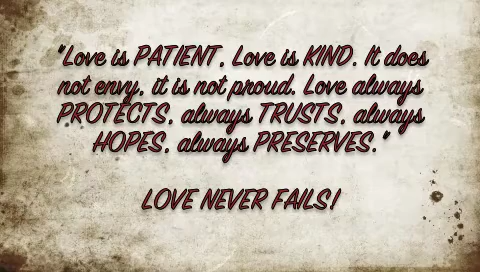 "Love is PATIENT, Love is KIND. It does
not envy, it is not proud. Love always
PROTECTS, always TRUSTS, always
HOPES, always PRESERVES."
LOVE NEVER FAILS!